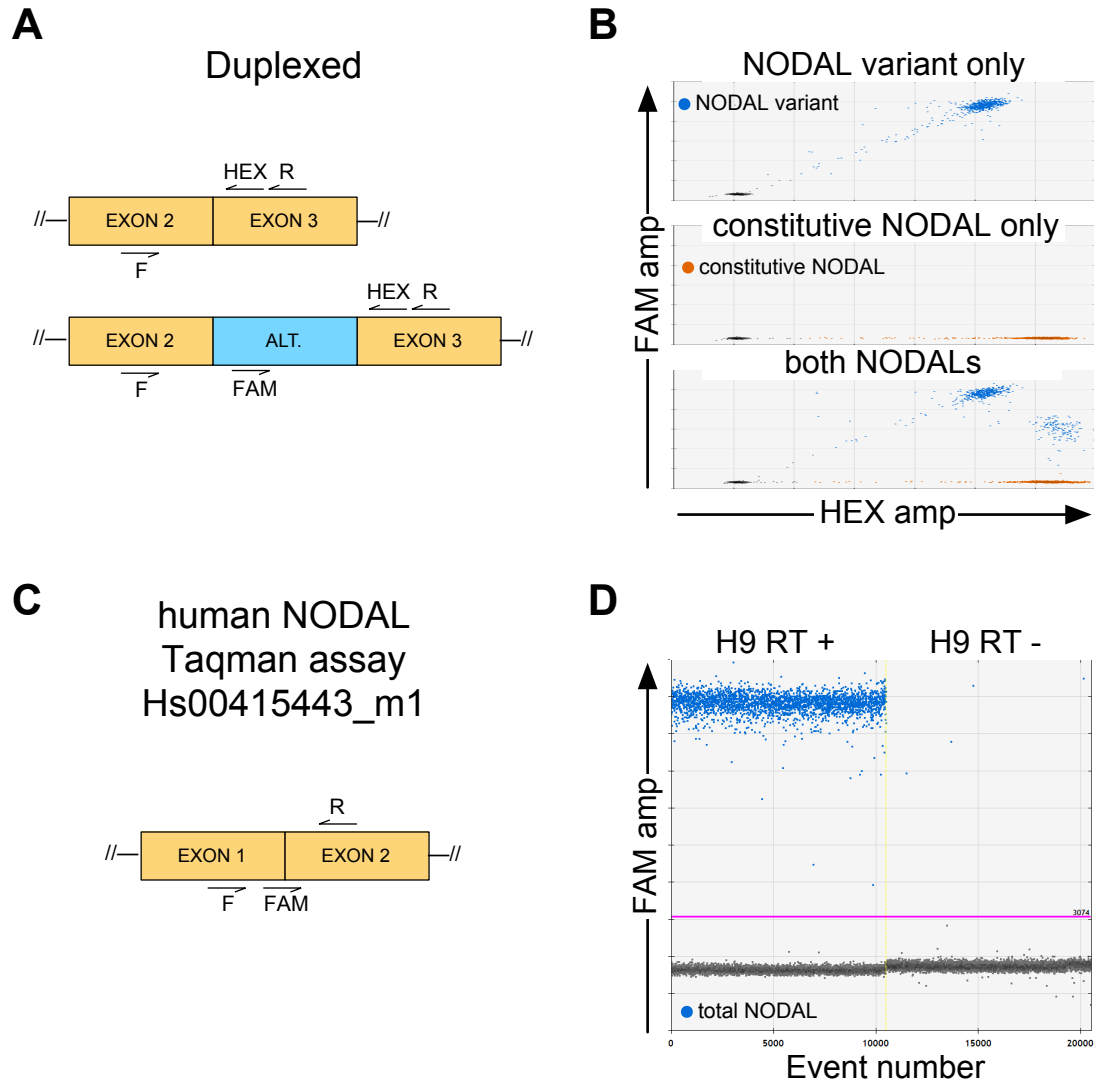 A
Duplexed
HEX R
EXON 2 EXON 3
//
//
F
HEX R
EXON 2 ALT. EXON 3
//
//
F FAM
B
NODAL variant only
NODAL variant
constitutive NODAL only
constitutive NODAL
both NODALs
FAM amp
HEX amp
C
human NODAL
Taqman assay
Hs00415443_m1
R
EXON 1 EXON 2
//
//
F FAM
D
H9 RT + H9 RT -
FAM amp
3074
total NODAL
0 5000 10000 15000 20000
Event number